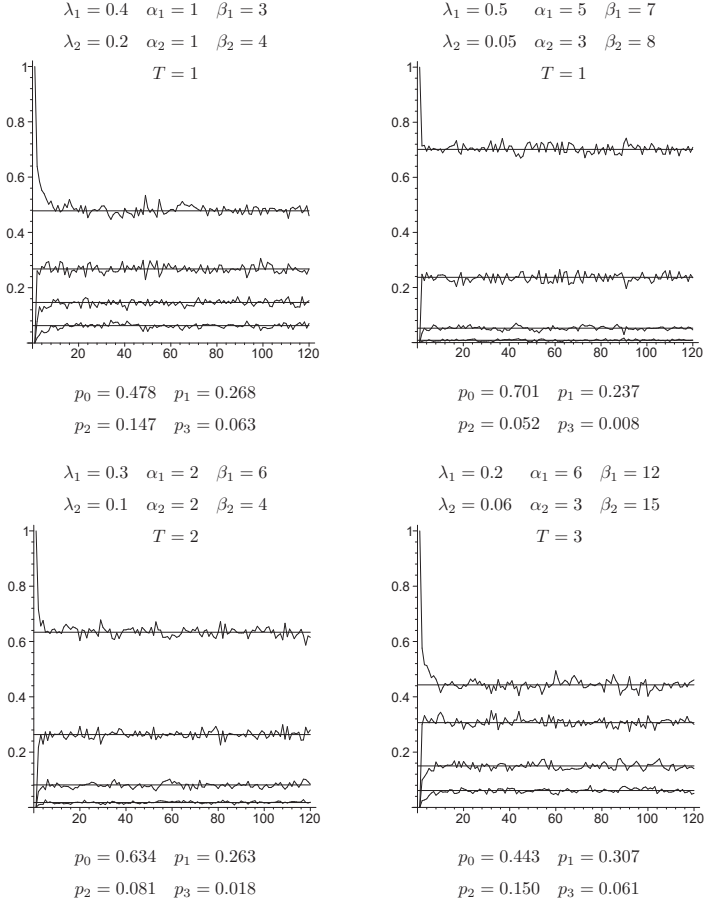 λ₁ = 0.4 α₁ = 1 β₁ = 3
λ₂ = 0.2 α₂ = 1 β₂ = 4
T = 1
1
0.8
0.6
0.4
0.2
20 40 60 80 100 120
p₀ = 0.478 p₁ = 0.268
p₂ = 0.147 p₃ = 0.063
λ₁ = 0.5 α₁ = 5 β₁ = 7
λ₂ = 0.05 α₂ = 3 β₂ = 8
T = 1
1
0.8
0.6
0.4
0.2
20 40 60 80 100 120
p₀ = 0.701 p₁ = 0.237
p₂ = 0.052 p₃ = 0.008
λ₁ = 0.3 α₁ = 2 β₁ = 6
λ₂ = 0.1 α₂ = 2 β₂ = 4
T = 2
1
0.8
0.6
0.4
0.2
20 40 60 80 100 120
p₀ = 0.634 p₁ = 0.263
p₂ = 0.081 p₃ = 0.018
λ₁ = 0.2 α₁ = 6 β₁ = 12
λ₂ = 0.06 α₂ = 3 β₂ = 15
T = 3
1
0.8
0.6
0.4
0.2
20 40 60 80 100 120
p₀ = 0.443 p₁ = 0.307
p₂ = 0.150 p₃ = 0.061